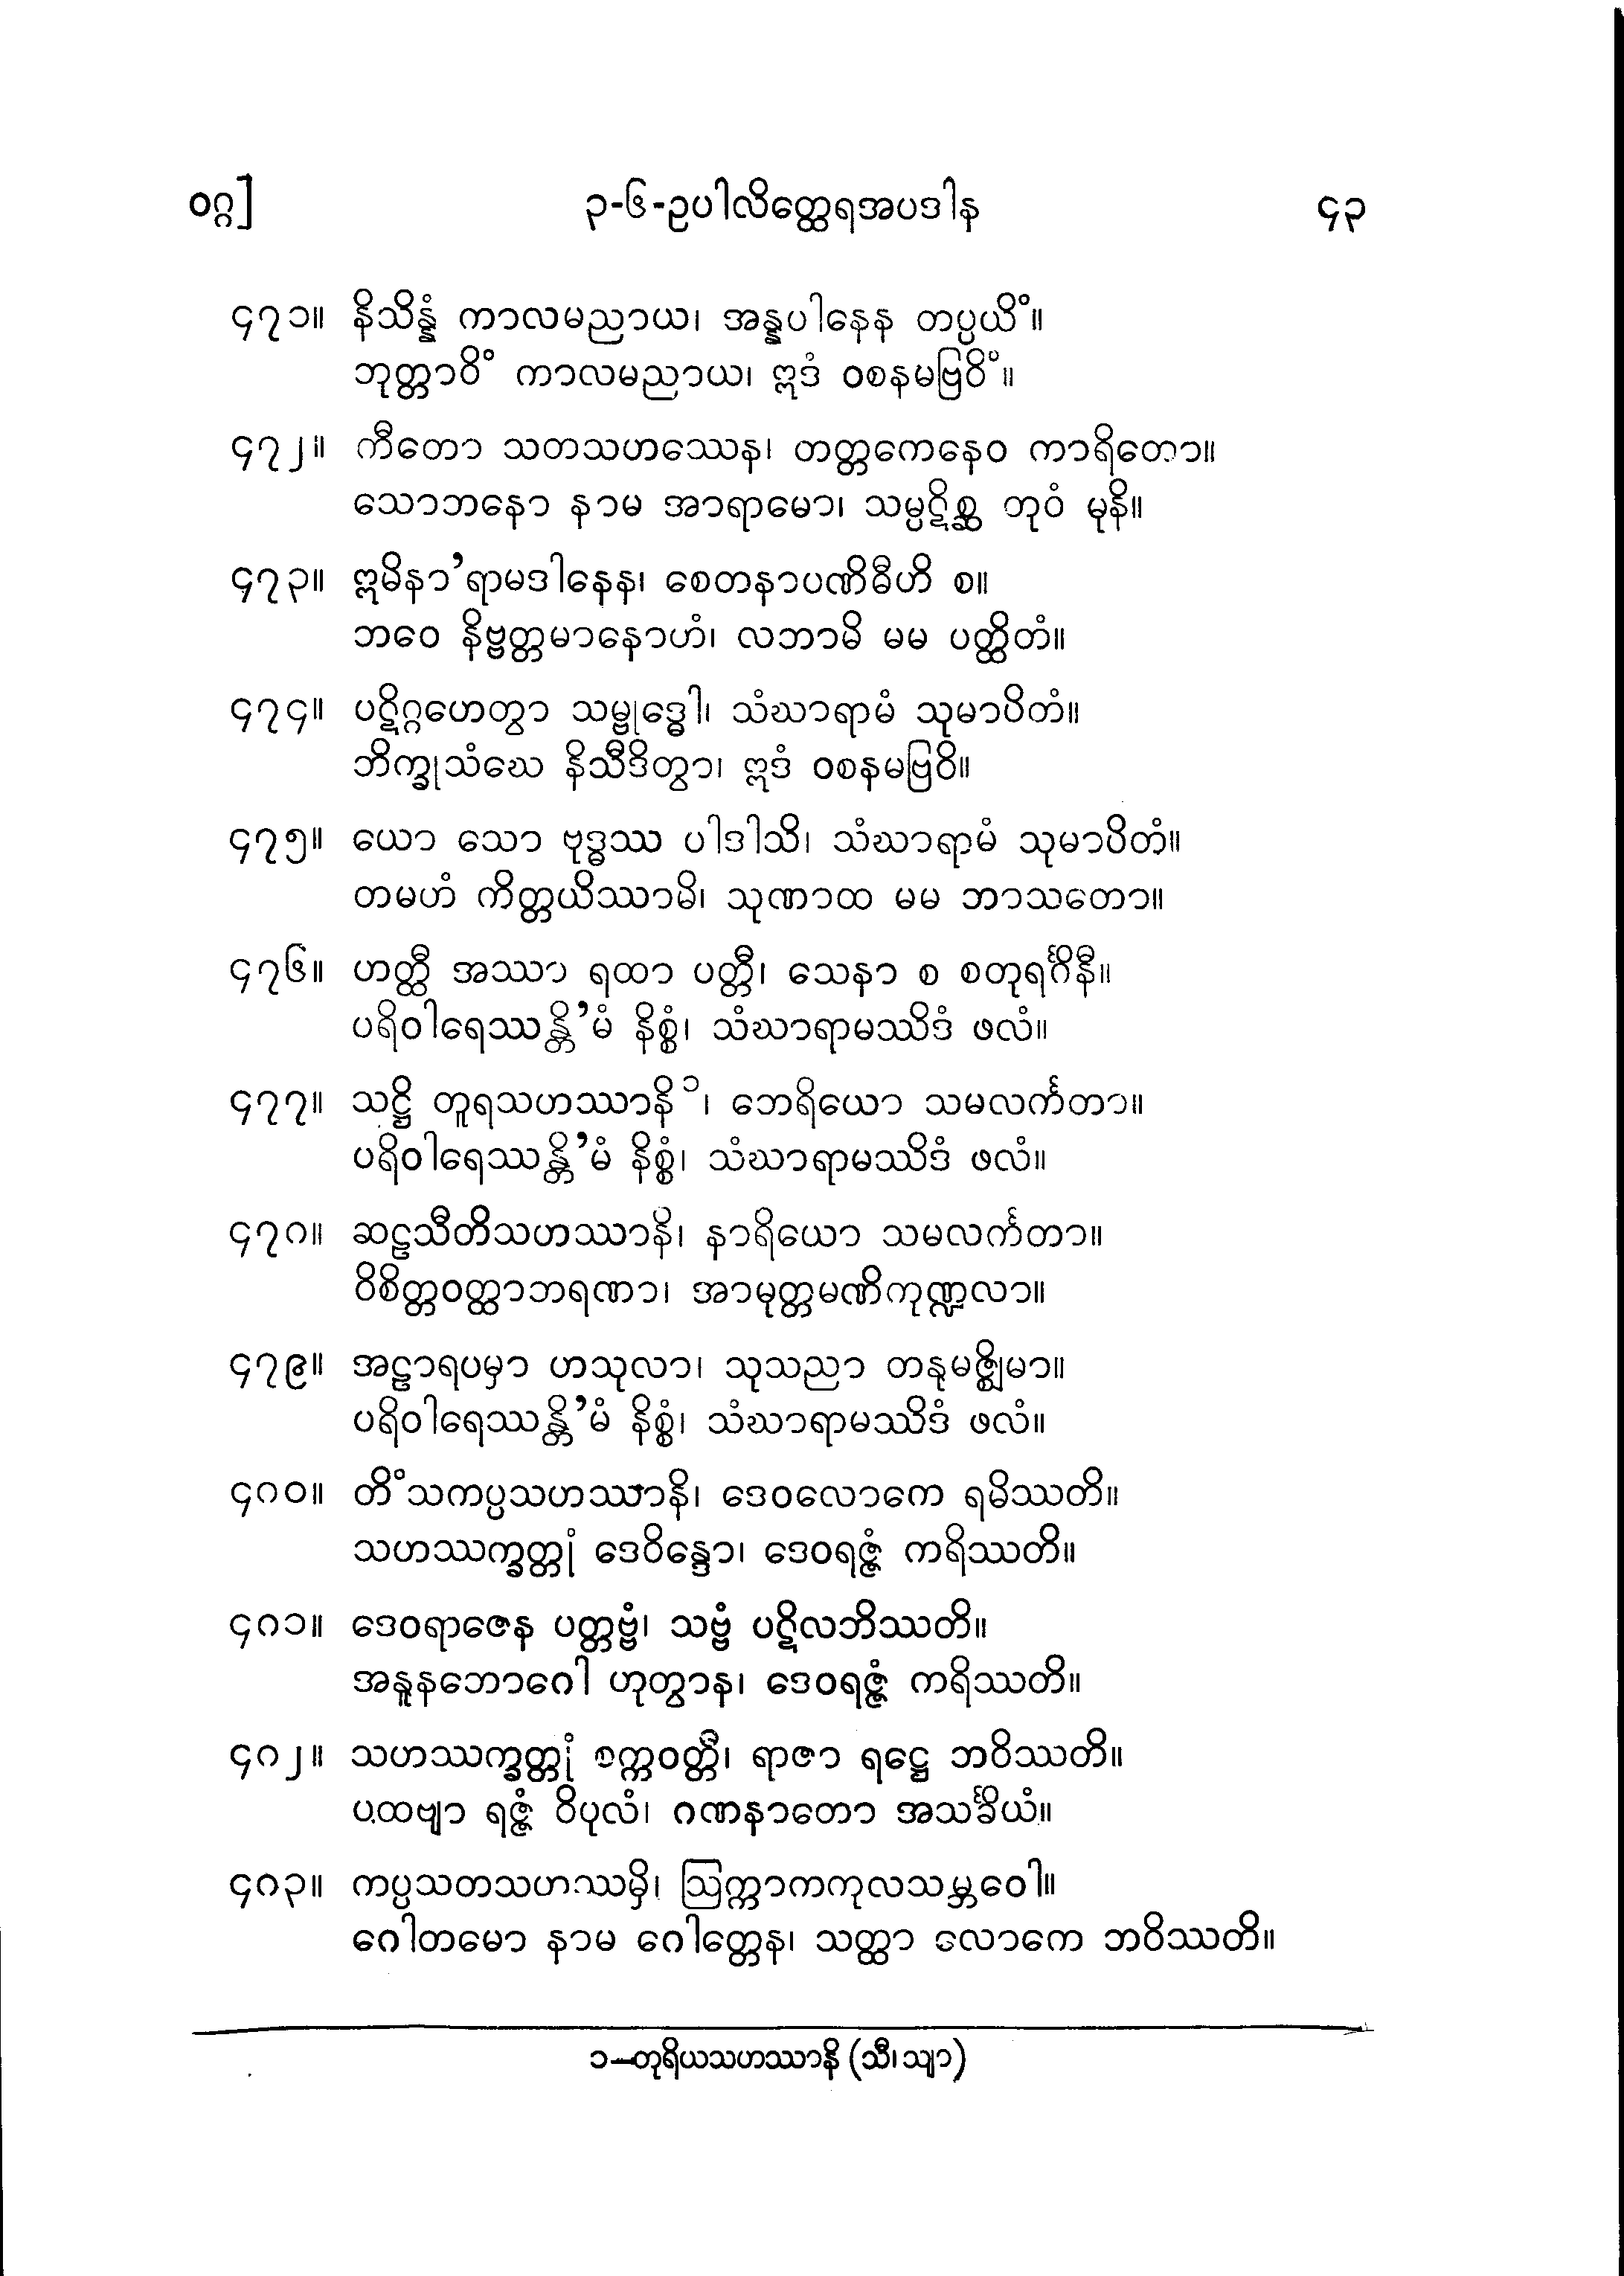 ဝဂ္ဂ] ၃-၆-ဥပါလိတ္ထေရအပဒါန ၄၃
၄၇၁။ နိသိန္နံ ကာလမညာယ၊ အန္နပါနေန တပ္ပယိံ။
ဘုတ္တာဝိံ ကာလမညာယ၊ ဣဒံ ဝစနမဗြဝိံ။
၄၇၂။ ကီတော သတသဟဿေန၊ တတ္တကေနေဝ ကာရိတော။
သောဘနော နာမ အာရာမော၊ သမ္ပဋိစ္ဆ တုဝံ မုနိ။
၄၇၃။ ဣမိနာ’ရာမဒါနေန၊ စေတနာပဏိဓီဟိ စ။
ဘဝေ နိဗ္ဗတ္တမာနောဟံ၊ လဘာမိ မမ ပတ္ထိတံ။
၄၇၄။ ပဋိဂ္ဂဟေတွာ သမ္ဗုဒ္ဓေါ၊ သံဃာရာမံ သုမာပိတံ။
ဘိက္ခုသံဃေ နိသီဒိတွာ၊ ဣဒံ ဝစနမဗြဝိ။
၄၇၅။ ယော သော ဗုဒ္ဓဿ ပါဒါသိ၊ သံဃာရာမံ သုမာပိတံ။
တမဟံ ကိတ္တယိဿာမိ၊ သုဏာထ မမ ဘာသတော။
၄၇၆။ ဟတ္ထီ အဿာ ရထာ ပတ္တီ၊ သေနာ စ စတုရင်္ဂိနီ။
ပရိဝါရေဿန္တိ’မံ နိစ္စံ၊ သံဃာရာမဿိဒံ ဖလံ။
၄၇၇။ သဋ္ဌိ တူရသဟဿာနိ၁၊ ဘေရိယော သမလင်္ကတာ။
ပရိဝါရေဿန္တိ’မံ နိစ္စံ၊ သံဃာရာမဿိဒံ ဖလံ။
၄၇၈။ ဆဠသီတိသဟဿာနိ၊ နာရိယော သမလင်္ကတာ။
ဝိစိတ္တဝတ္ထာဘရဏာ၊ အာမုတ္တမဏိကုဏ္ဍလာ။
၄၇၉။ အဠာရပမှာ ဟသုလာ၊ သုသညာ တနုမဇ္ဈိမာ။
ပရိဝါရေဿန္တိ’မံ နိစ္စံ၊ သံဃာရာမဿိဒံ ဖလံ။
၄၈၀။ တိံသကပ္ပသဟဿာနိ၊ ဒေဝလောကေ ရမိဿတိ။
သဟဿက္ခတ္တုံ ဒေဝိန္ဒော၊ ဒေဝရဇ္ဇံ ကရိဿတိ။
၄၈၁။ ဒေဝရာဇေန ပတ္တဗ္ဗံ၊ သဗ္ဗံ ပဋိလဘိဿတိ။
အနူနဘောဂေါ ဟုတွာန၊ ဒေဝရဇ္ဇံ ကရိဿတိ။
၄၈၂။ သဟဿက္ခတ္တုံ စက္ကဝတ္တီ၊ ရာဇာ ရဋ္ဌေ ဘဝိဿတိ။
ပထဗျာ ရဇ္ဇံ ဝိပုလံ၊ ဂဏနာတော အသင်္ခိယံ။
၄၈၃။ ကပ္ပသတသဟဿမှိ၊ ဩက္ကာကကုလသမ္ဘဝေါ။
ဂေါတမော နာမ ဂေါတ္တေန၊ သတ္ထာ လောကေ ဘဝိဿတိ။
၁—တုရိယသဟဿာနိ (သီ၊ သျာ)